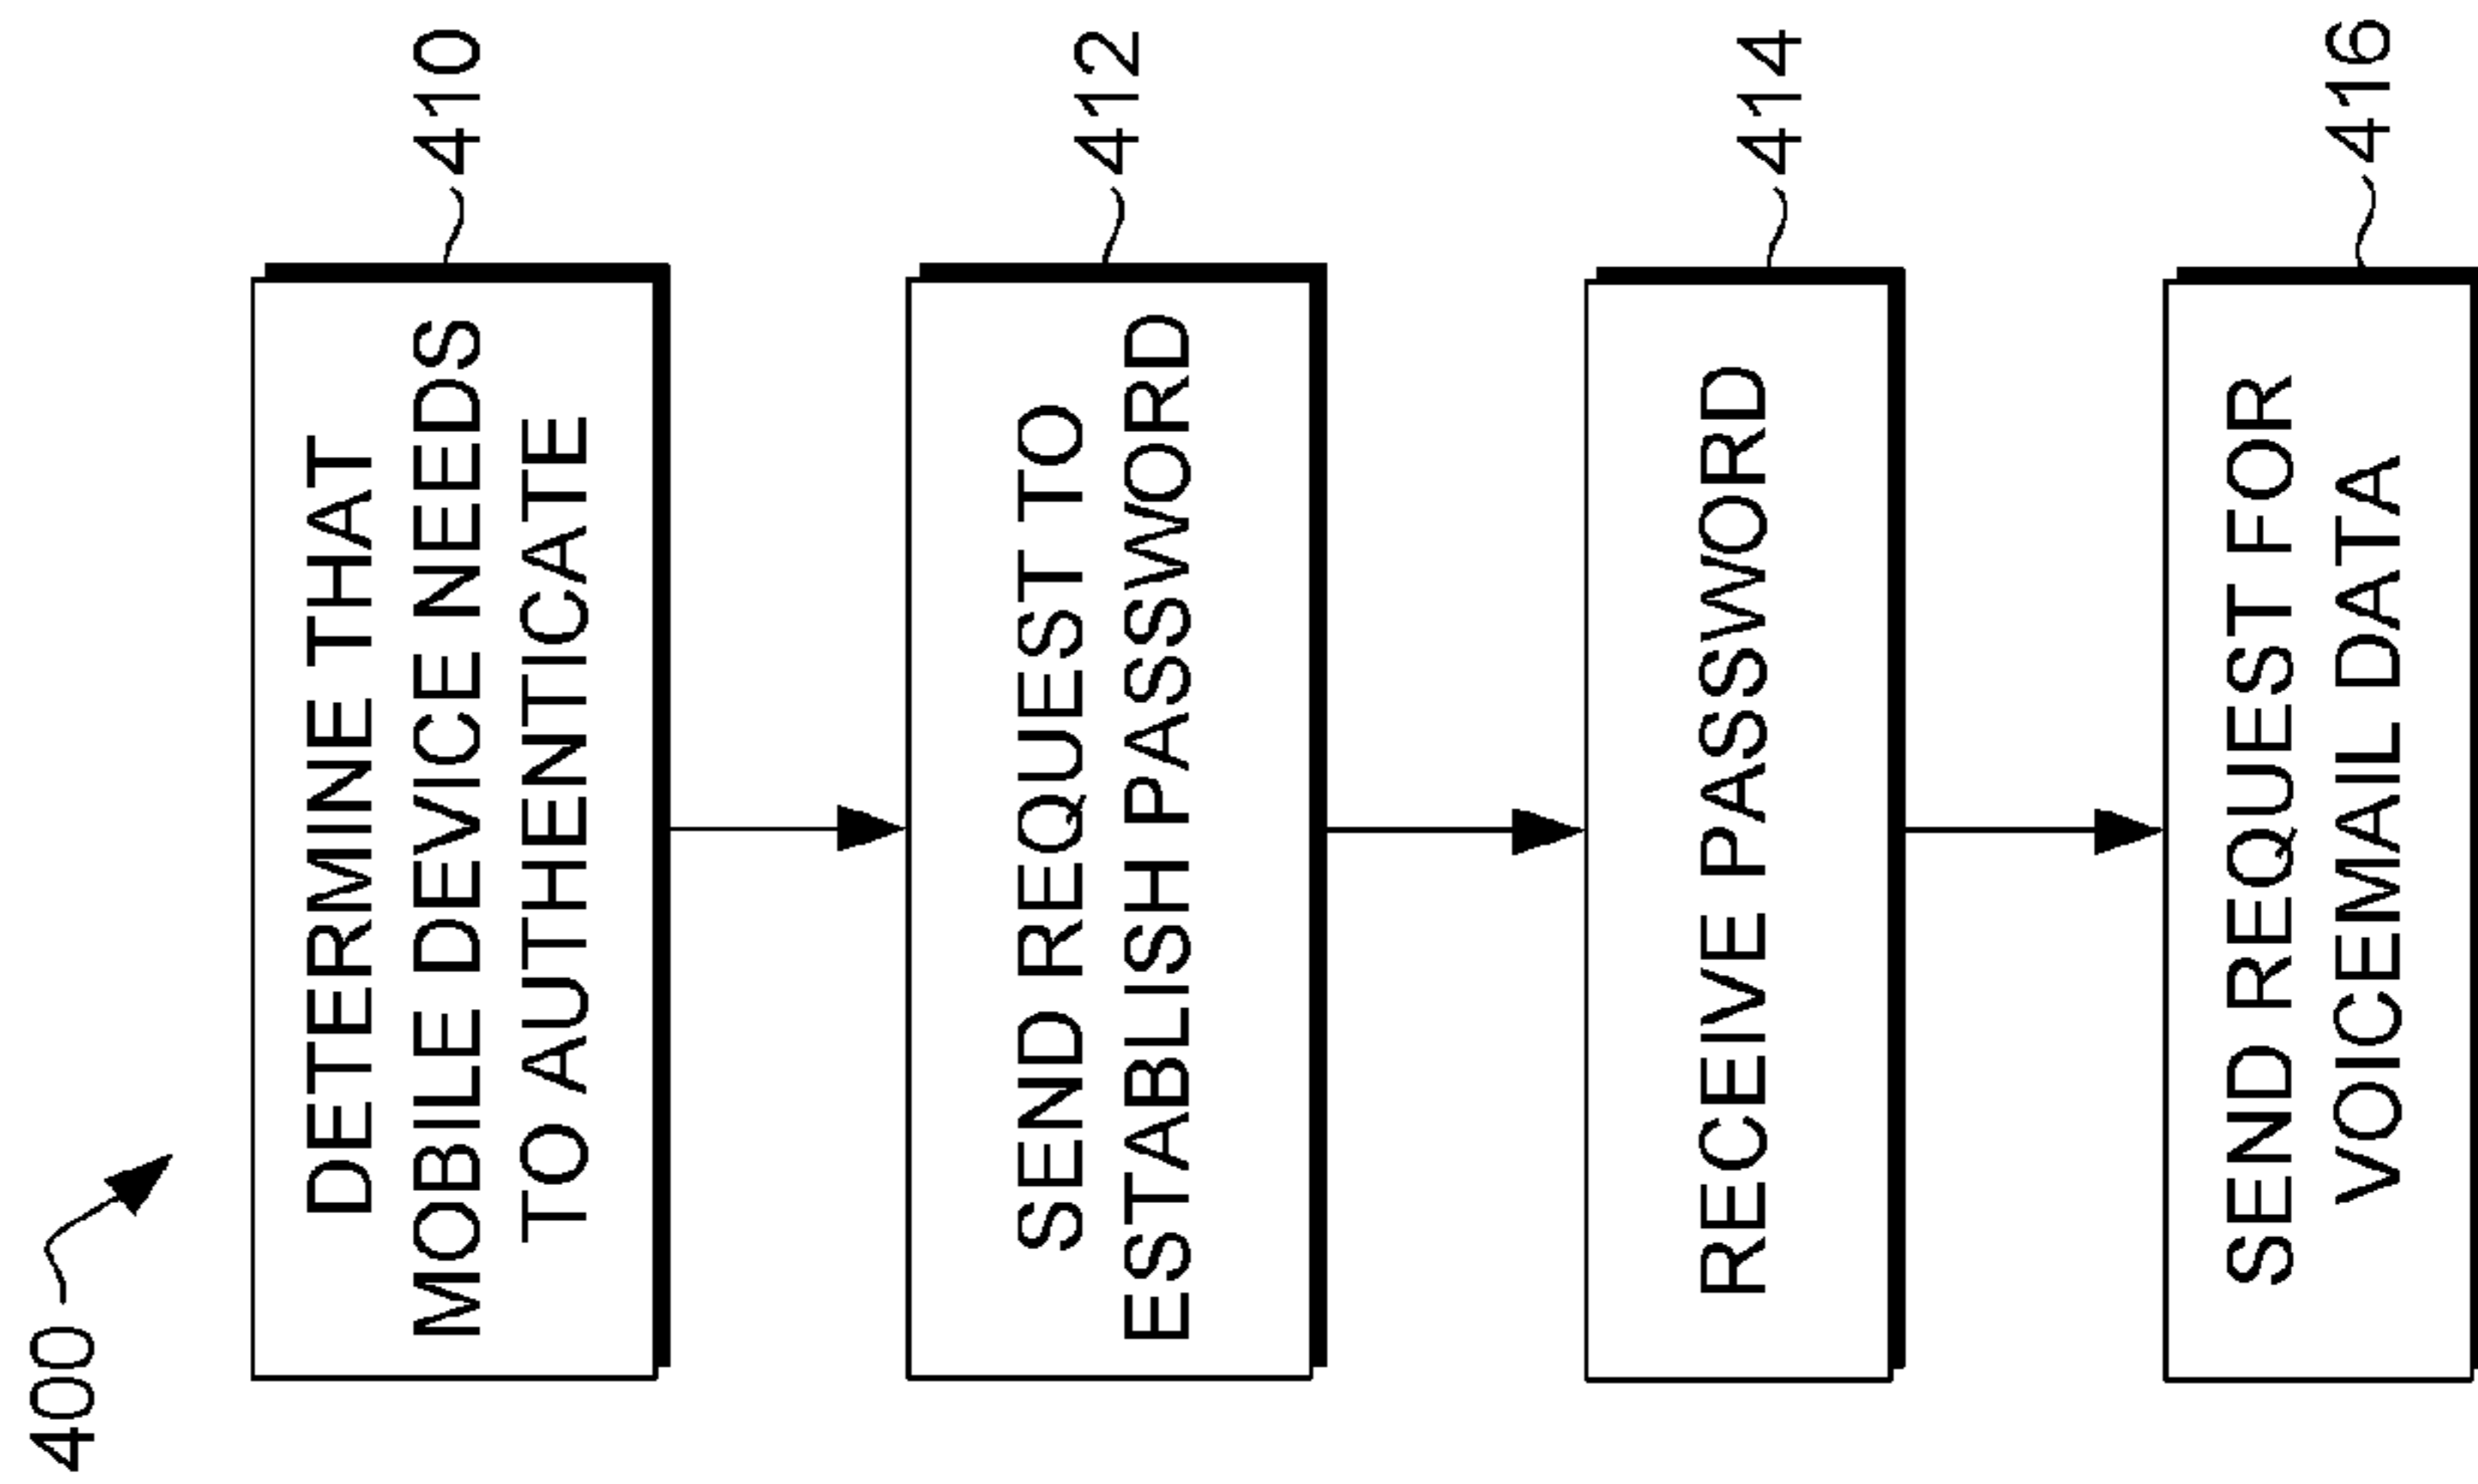 400
DETERMINE THAT
MOBILE DEVICE NEEDS
TO AUTHENTICATE
410
SEND REQUEST TO
ESTABLISH PASSWORD
412
RECEIVE PASSWORD
414
SEND REQUEST FOR
VOICEMAIL DATA
416